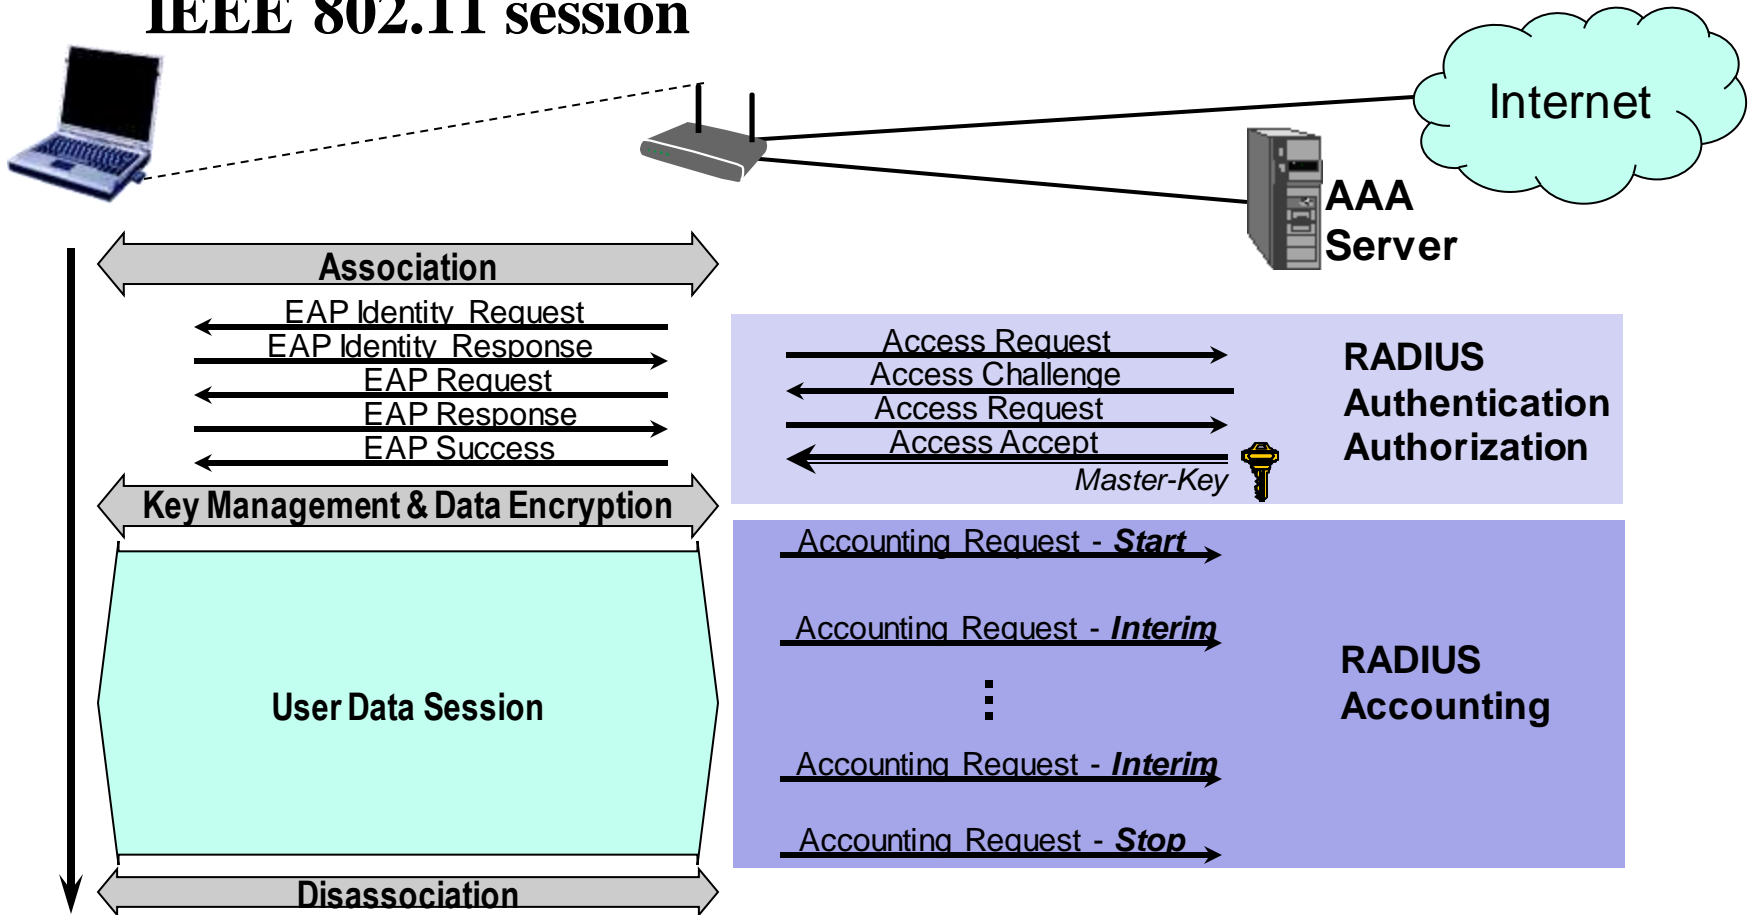 IEEE 802.11 session
Internet
AAA
Server
Association
EAP Identity Request
EAP Identity Response
EAP Request
EAP Response
EAP Success
Access Request
Access Challenge
Access Request
Access Accept
Master-Key
RADIUS
Authentication
Authorization
Key Management & Data Encryption
User Data Session
Accounting Request - Start
Accounting Request - Interim
Accounting Request - Interim
Accounting Request - Stop
RADIUS
Accounting
Disassociation